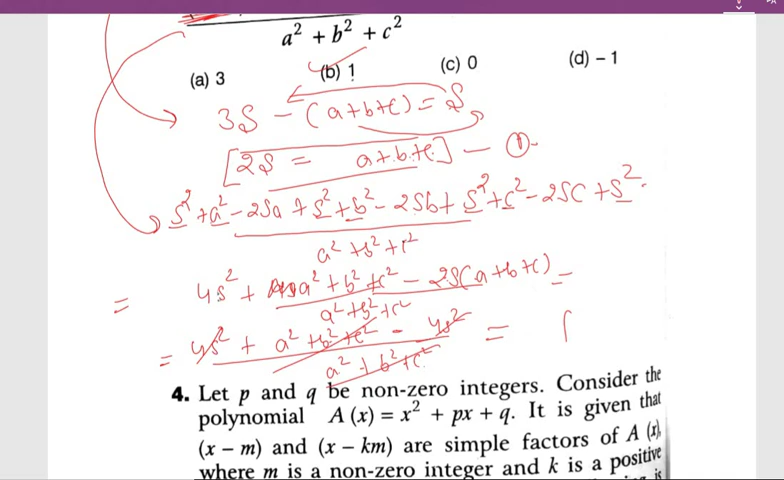 a² + b² + c²
(a) 3 (b) 1 (c) 0 (d) – 1
3S - (a+b+c) = S
[2S = a+b+c] - ①
S² + a² - 2Sa + S² + b² - 2Sb + S² + c² - 2SC + S²
a² + b² + c²
= 4S² + a² + b² + c² - 2S(a+b+c)
a² + b² + c²
= 4S² + a² + b² + c² - 4S² = 1
a² + b² + c²
4. Let p and q be non-zero integers. Consider the
polynomial A (x) = x² + px + q. It is given that
(x – m) and (x – km) are simple factors of A (x),
where m is a non-zero integer and k is a positive
is